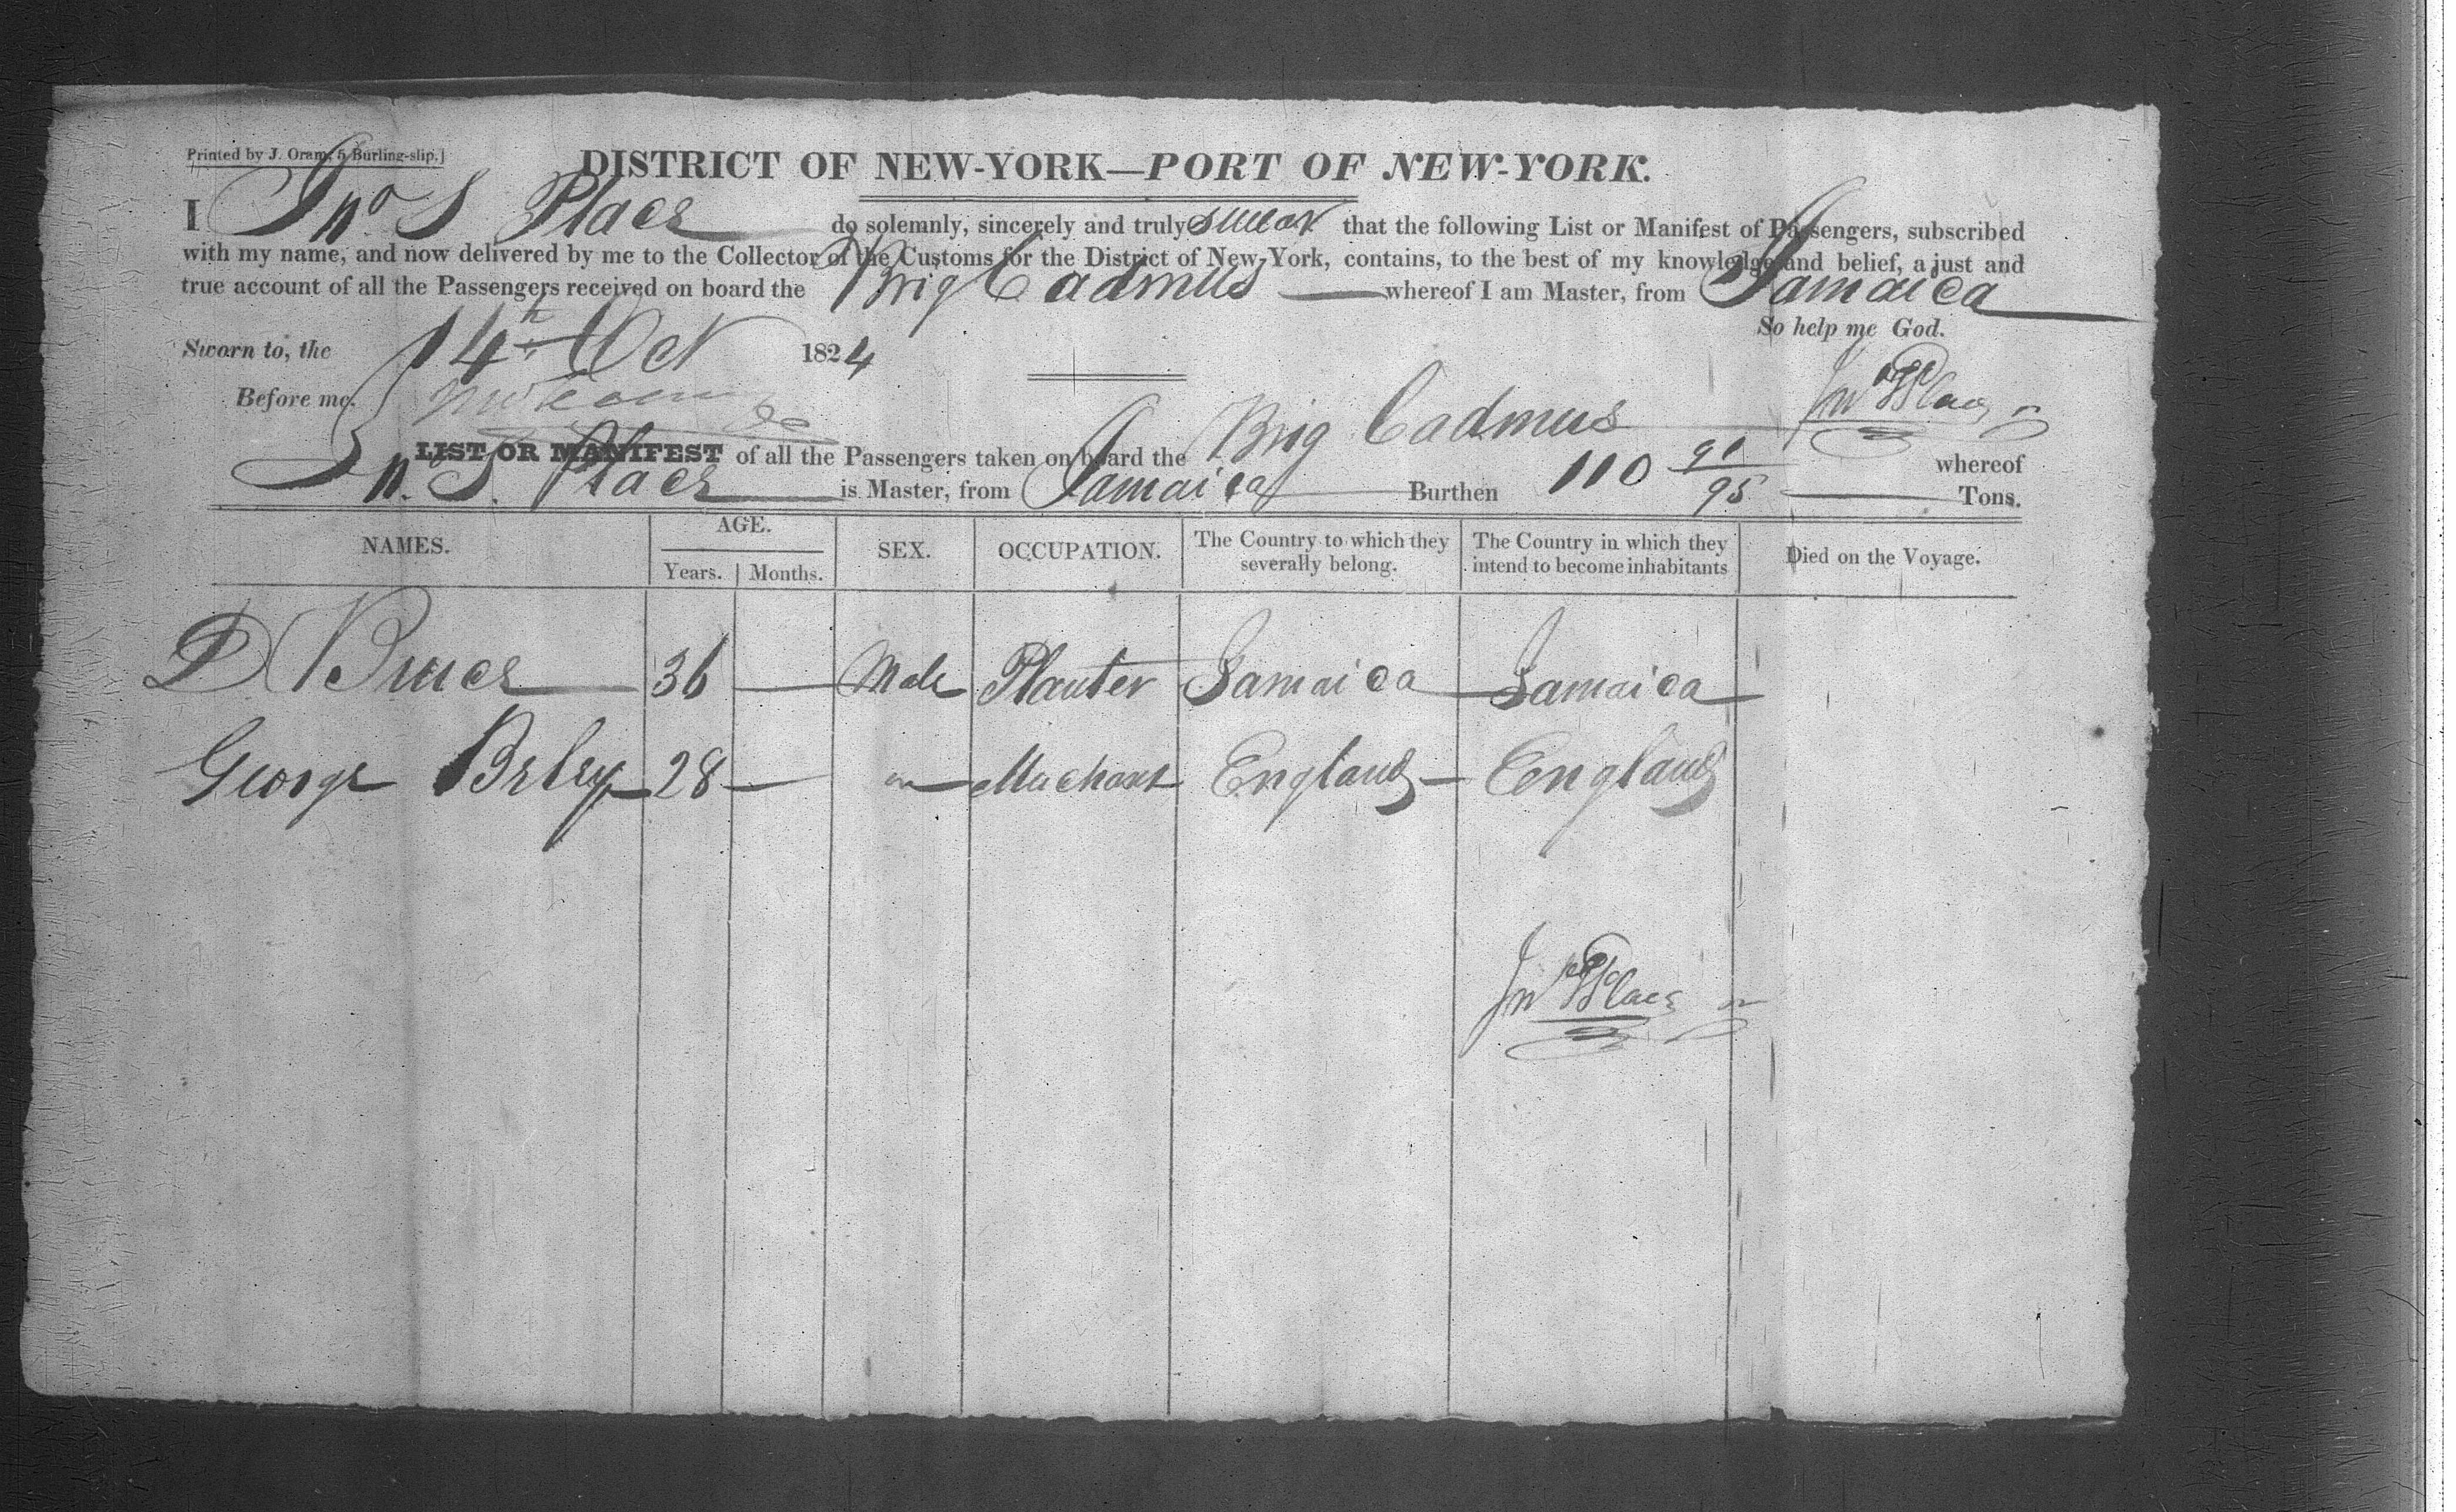 Printed by J. Oram, 5 Burling-slip.]
DISTRICT OF NEW-YORK—PORT OF NEW-YORK.
I Jno S Place do solemnly, sincerely and truly swear that the following List or Manifest of Passengers, subscribed
with my name, and now delivered by me to the Collector of the Customs for the District of New-York, contains, to the best of my knowledge and belief, a just and
true account of all the Passengers received on board the Brig Cadmus whereof I am Master, from Jamaica
So help me God.
Sworn to, the 14th Oct 1824
Before me.
Jno S Place
LIST OR MANIFEST of all the Passengers taken on board the Brig Cadmus whereof
Jno. S. Place is Master, from Jamaica Burthen 110 91/95 Tons.
NAMES. AGE. SEX. OCCUPATION. The Country to which they severally belong. The Country in which they intend to become inhabitants Died on the Voyage.
Years. Months.
D Bruce 36 — Male Planter Jamaica Jamaica
George 28 — Merchant England England
Jno S Place